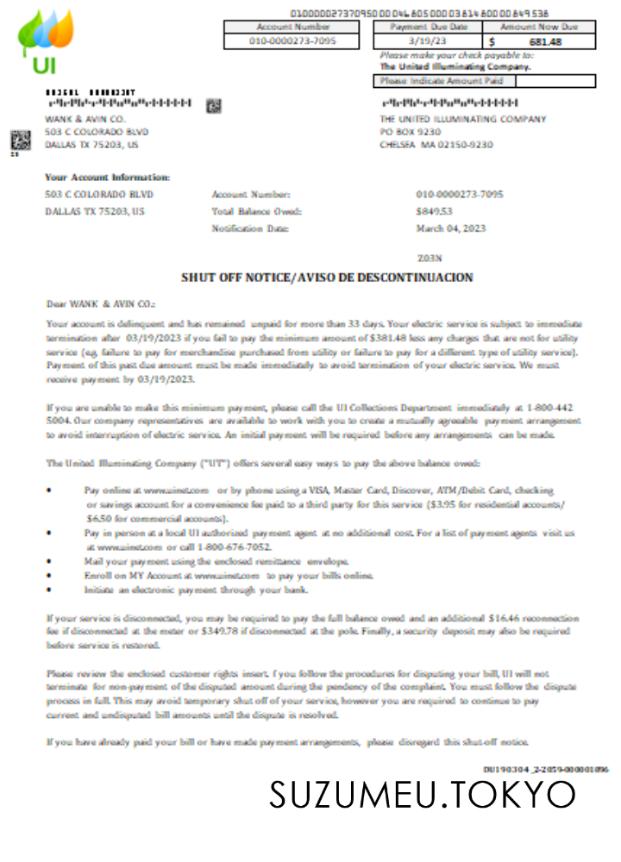 010000027370950000046805000038148000084953​8
Account Number
Payment Due Date
Amount Now Due
010-0000273-7095
3/19/23
$ 681.48
Please make your check payable to:
The United Illuminating Company.
Please Indicate Amount Paid
UI
WANK & AVIN CO.
503 C COLORADO BLVD
DALLAS TX 75203, US
THE UNITED ILLUMINATING COMPANY
PO BOX 9230
CHELSEA MA 02150-9230
Your Account Information:
503 C COLORADO BLVD
DALLAS TX 75203, US
Account Number: 010-0000273-7095
Total Balance Owed: $849.53
Notification Date: March 04, 2023
Z03N
SHUT OFF NOTICE/AVISO DE DESCONTINUACION
Dear WANK & AVIN CO.:
Your account is delinquent and has remained unpaid for more than 33 days. Your electric service is subject to immediate
termination after 03/19/2023 if you fail to pay the minimum amount of $381.48 less any charges that are not for utility
service (e.g, failure to pay for merchandise purchased from utility or failure to pay for a different type of utility service).
Payment of this past due amount must be made immediately to avoid termination of your electric service. We must
receive payment by 03/19/2023.
If you are unable to make this minimum payment, please call the UI Collections Department immediately at 1-800-442
5004. Our company representatives are available to work with you to create a mutually agreeable payment arrangement
to avoid interruption of electric service. An initial payment will be required before any arrangements can be made.
The United Illuminating Company ("UT") offers several easy ways to pay the above balance owed:
• Pay online at www.uinet.com or by phone using a VISA, Master Card, Discover, ATM/Debit Card, checking
or savings account for a convenience fee paid to a third party for this service ($3.95 for residential accounts/
$6.50 for commercial accounts).
• Pay in person at a local UI authorized payment agent at no additional cost. For a list of payment agents visit us
at www.uinet.com or call 1-800-676-7052.
• Mail your payment using the enclosed remittance envelope.
• Enroll on MY Account at www.uinet.com to pay your bills online.
• Initiate an electronic payment through your bank.
If your service is disconnected, you may be required to pay the full balance owed and an additional $16.46 reconnection
fee if disconnected at the meter or $349.78 if disconnected at the pole. Finally, a security deposit may also be required
before service is restored.
Please review the enclosed customer rights insert. f you follow the procedures for disputing your bill, UI will not
terminate for non-payment of the disputed amount during the pendency of the complaint. You must follow the dispute
process in full. This may avoid temporary shut off of your service, however you are required to continue to pay
current and undisputed bill amounts until the dispute is resolved.
If you have already paid your bill or have made payment arrangements, please disregard this shut-off notice.
DU190304_2-2059-000001096
SUZUMEU.TOKYO